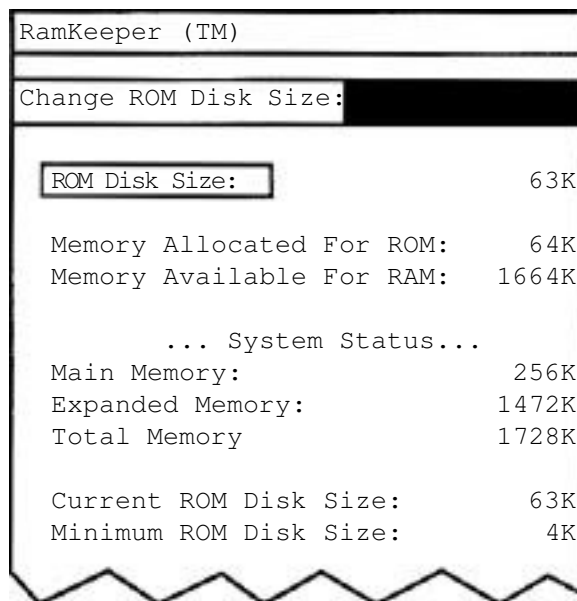 RamKeeper (TM)
Change ROM Disk Size:
ROM Disk Size: 63K
Memory Allocated For ROM: 64K
Memory Available For RAM: 1664K
... System Status...
Main Memory: 256K
Expanded Memory: 1472K
Total Memory 1728K
Current ROM Disk Size: 63K
Minimum ROM Disk Size: 4K